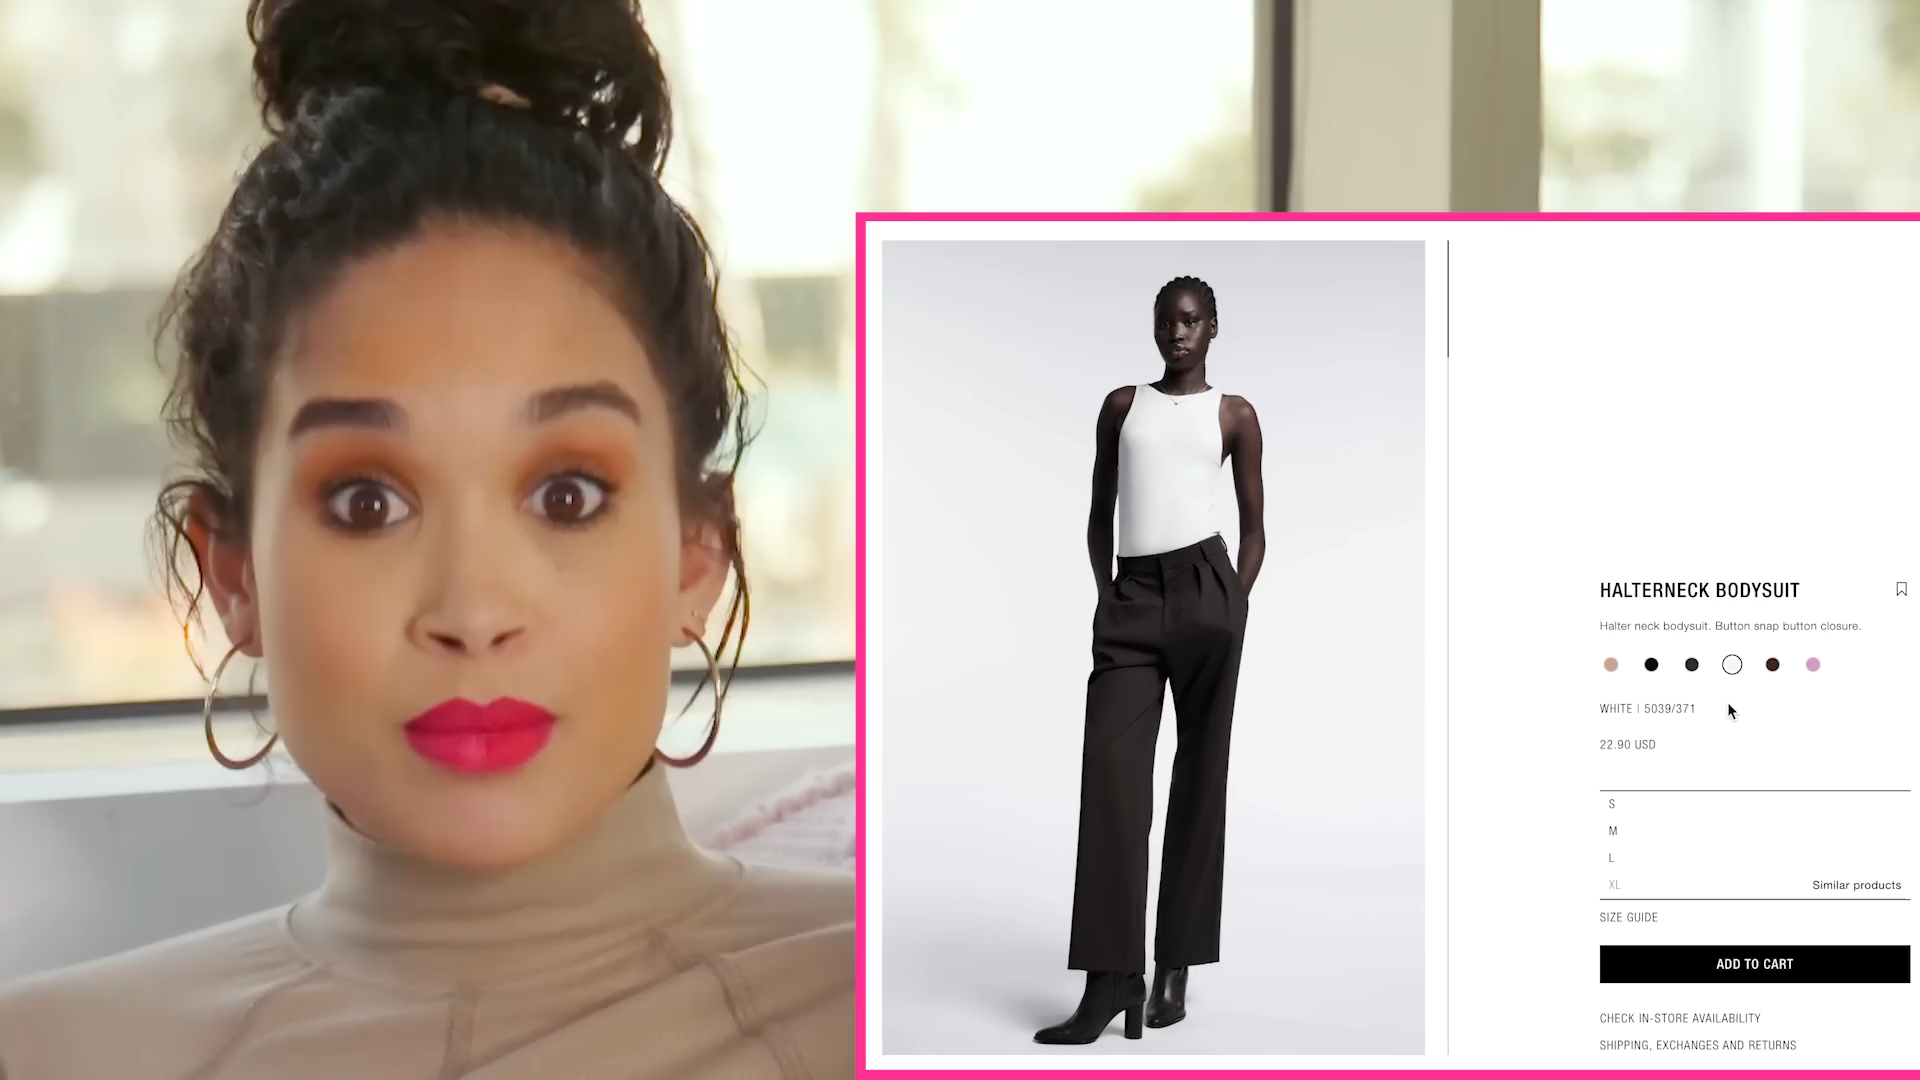 HALTERNECK BODYSUIT
Halter neck bodysuit. Button snap button closure.
WHITE | 5039/371
22.90 USD
S
M
L
XL Similar products
SIZE GUIDE
ADD TO CART
CHECK IN-STORE AVAILABILITY
SHIPPING, EXCHANGES AND RETURNS